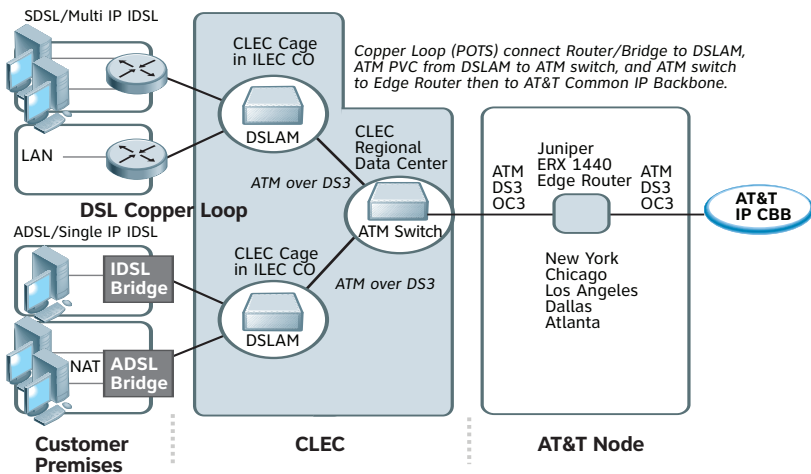 SDSL/Multi IP IDSL
LAN
DSL Copper Loop
ADSL/Single IP IDSL
IDSL
Bridge
NAT
ADSL
Bridge
Customer
Premises
CLEC Cage
in ILEC CO
DSLAM
ATM over DS3
CLEC
Regional
Data Center
ATM Switch
CLEC Cage
in ILEC CO
ATM over DS3
DSLAM
CLEC
Copper Loop (POTS) connect Router/Bridge to DSLAM,
ATM PVC from DSLAM to ATM switch, and ATM switch
to Edge Router then to AT&T Common IP Backbone.
ATM
DS3
OC3
Juniper
ERX 1440
Edge Router
ATM
DS3
OC3
New York
Chicago
Los Angeles
Dallas
Atlanta
AT&T Node
AT&T
IP CBB